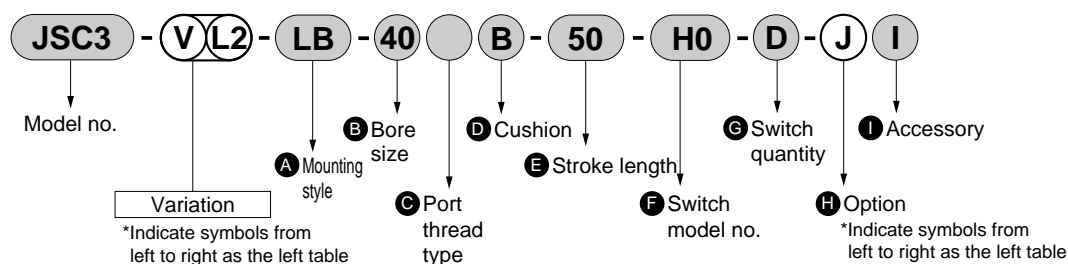 JSC3 - V L2 - LB - 40 B - 50 - H0 - D - J I
Model no.
Variation
*Indicate symbols from
left to right as the left table
A Mounting
style
B Bore
size
C Port
thread
type
D Cushion
E Stroke length
F Switch
model no.
G Switch
quantity
H Option
*Indicate symbols from
left to right as the left table
I Accessory